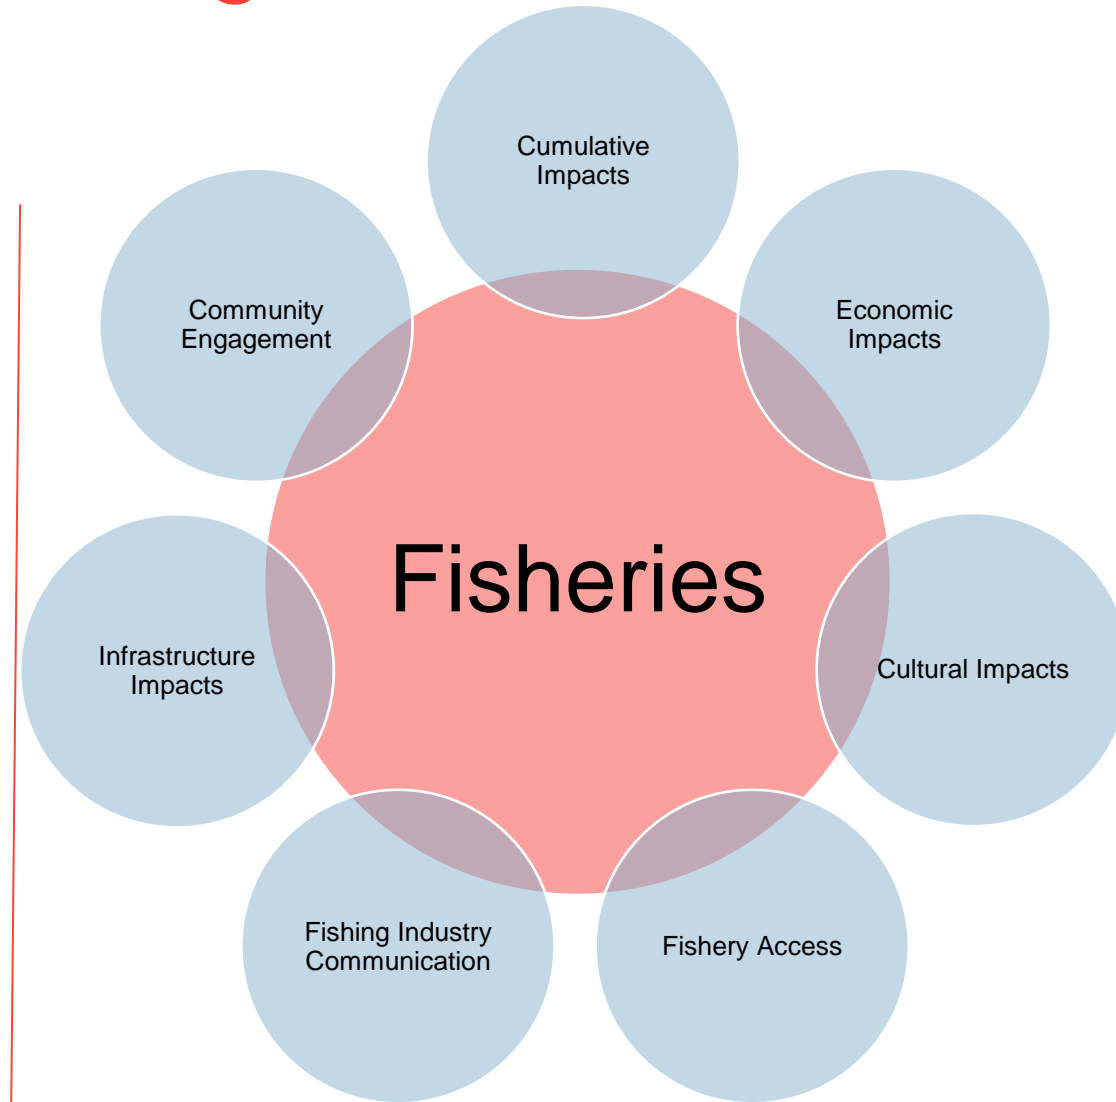 Cumulative
Impacts
Economic
Impacts
Cultural Impacts
Fishery Access
Fishing Industry
Communication
Infrastructure
Impacts
Community
Engagement
Fisheries